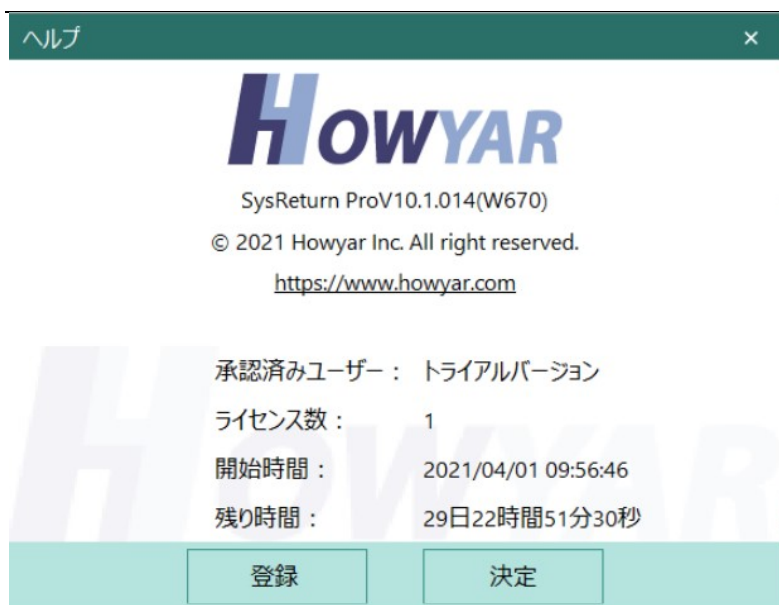 ヘルプ ×
HOWYAR
SysReturn ProV10.1.014(W670)
© 2021 Howyar Inc. All right reserved.
https://www.howyar.com
承認済みユーザー： トライアルバージョン
ライセンス数： 1
開始時間： 2021/04/01 09:56:46
残り時間： 29日22時間51分30秒
HOWYAR
登録 決定